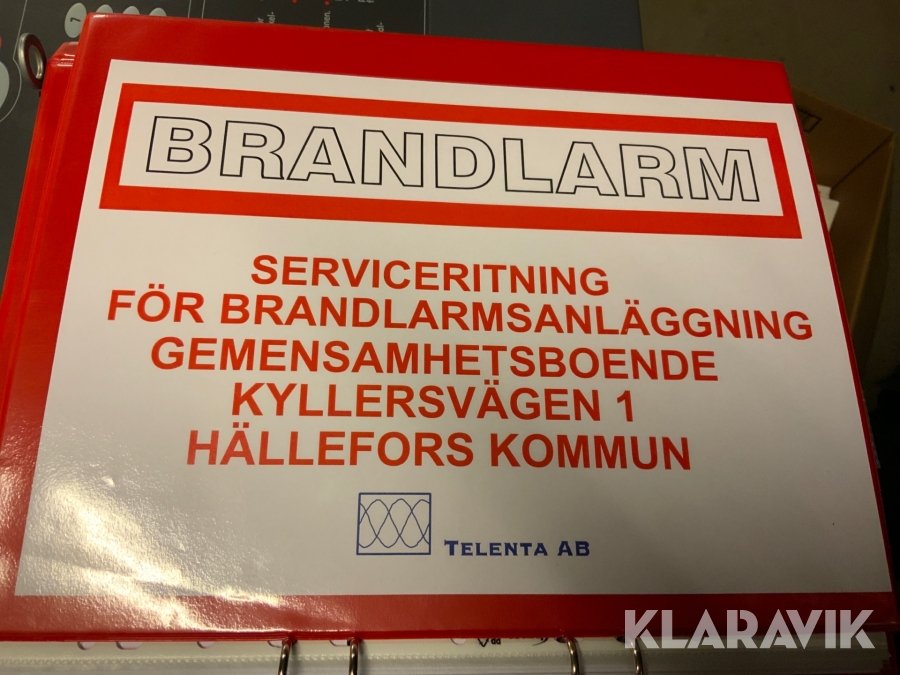 BRANDLARM
SERVICERITNING
FÖR BRANDLARMSANLÄGGNING
GEMENSAMHETSBOENDE
KYLLERSVÄGEN 1
HÄLLEFORS KOMMUN
TELENTA AB
KLARAVIK